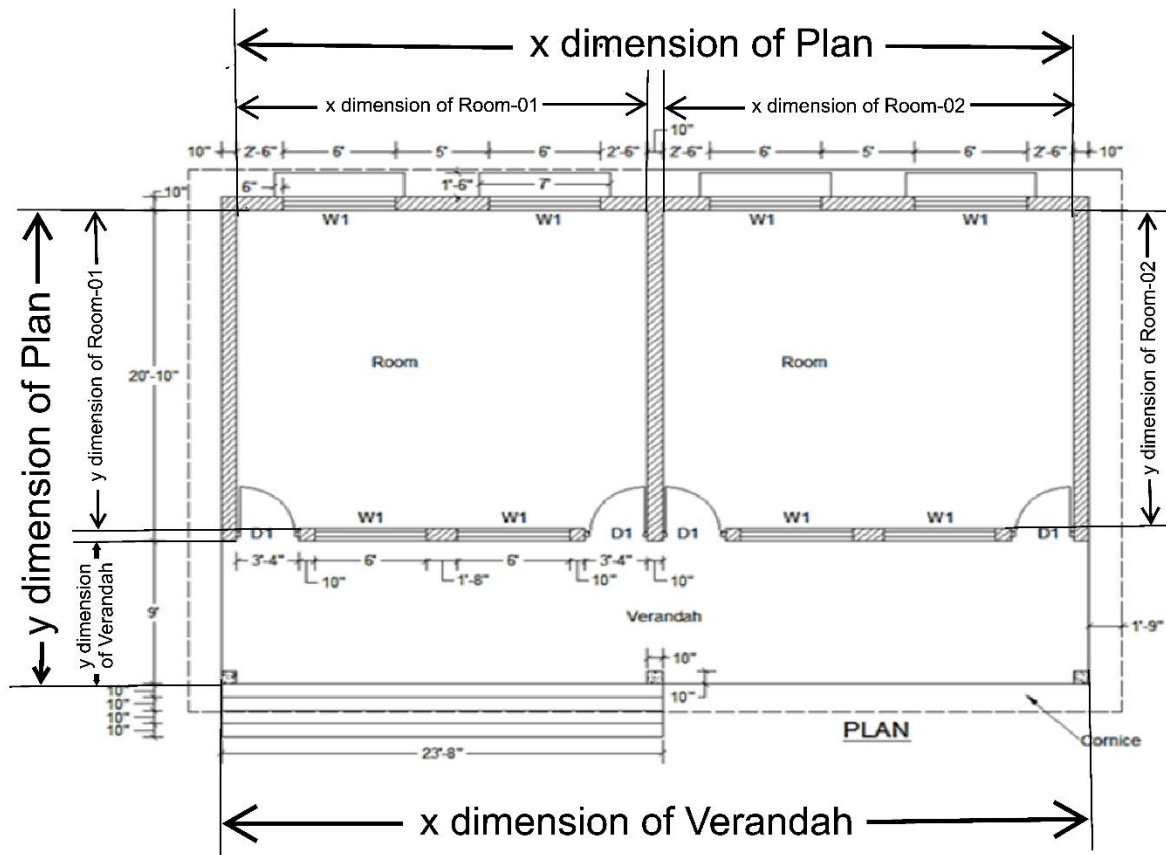 x dimension of Plan
x dimension of Room-01
x dimension of Room-02
10"
10" 2'-6" 6' 5' 6' 2'-6" 2'-6" 6' 5' 6' 2'-6" 10"
1'-6" 7'
6"
10"
W1 W1 W1 W1
y dimension of Plan
y dimension of Room-01
y dimension of Room-02
20'-10"
Room Room
W1 W1 W1 W1
D1 D1 D1 D1
3'-4" 6' 6' 3'-4"
10" 1'-8" 10" 10"
y dimension
of Verandah
9'
Verandah
1'-9"
10"
10"
10"
10"
10"
10"
PLAN
Cornice
23'-8"
x dimension of Verandah